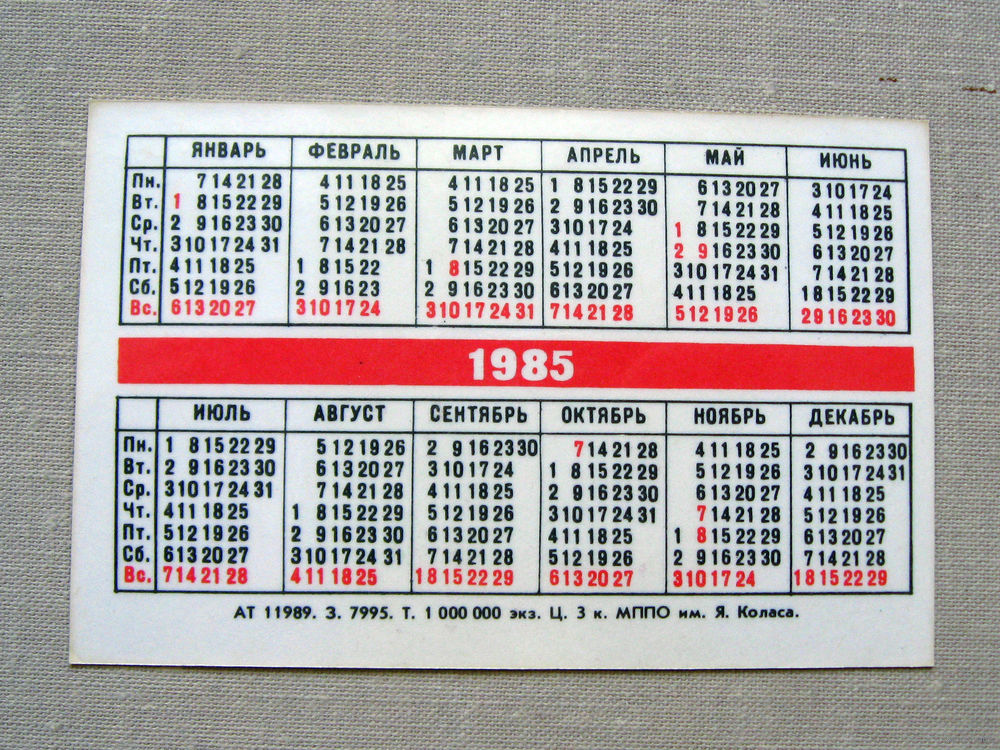 ЯНВАРЬ ФЕВРАЛЬ МАРТ АПРЕЛЬ МАЙ ИЮНЬ
Пн. 7 14 21 28 4 11 18 25 4 11 18 25 1 8 15 22 29 6 13 20 27 3 10 17 24
Вт. 1 8 15 22 29 5 12 19 26 5 12 19 26 2 9 16 23 30 7 14 21 28 4 11 18 25
Ср. 2 9 16 23 30 6 13 20 27 6 13 20 27 3 10 17 24 1 8 15 22 29 5 12 19 26
Чт. 3 10 17 24 31 7 14 21 28 7 14 21 28 4 11 18 25 2 9 16 23 30 6 13 20 27
Пт. 4 11 18 25 1 8 15 22 1 8 15 22 29 5 12 19 26 3 10 17 24 31 7 14 21 28
Сб. 5 12 19 26 2 9 16 23 2 9 16 23 30 6 13 20 27 4 11 18 25 1 8 15 22 29
Вс. 6 13 20 27 3 10 17 24 3 10 17 24 31 7 14 21 28 5 12 19 26 2 9 16 23 30
1985
ИЮЛЬ АВГУСТ СЕНТЯБРЬ ОКТЯБРЬ НОЯБРЬ ДЕКАБРЬ
Пн. 1 8 15 22 29 5 12 19 26 2 9 16 23 30 7 14 21 28 4 11 18 25 2 9 16 23 30
Вт. 2 9 16 23 30 6 13 20 27 3 10 17 24 1 8 15 22 29 5 12 19 26 3 10 17 24 31
Ср. 3 10 17 24 31 7 14 21 28 4 11 18 25 2 9 16 23 30 6 13 20 27 4 11 18 25
Чт. 4 11 18 25 1 8 15 22 29 5 12 19 26 3 10 17 24 31 7 14 21 28 5 12 19 26
Пт. 5 12 19 26 2 9 16 23 30 6 13 20 27 4 11 18 25 1 8 15 22 29 6 13 20 27
Сб. 6 13 20 27 3 10 17 24 31 7 14 21 28 5 12 19 26 2 9 16 23 30 7 14 21 28
Вс. 7 14 21 28 4 11 18 25 1 8 15 22 29 6 13 20 27 3 10 17 24 1 8 15 22 29
АТ 11989. З. 7995. Т. 1 000 000 экз. Ц. 3 к. МППО им. Я. Коласа.